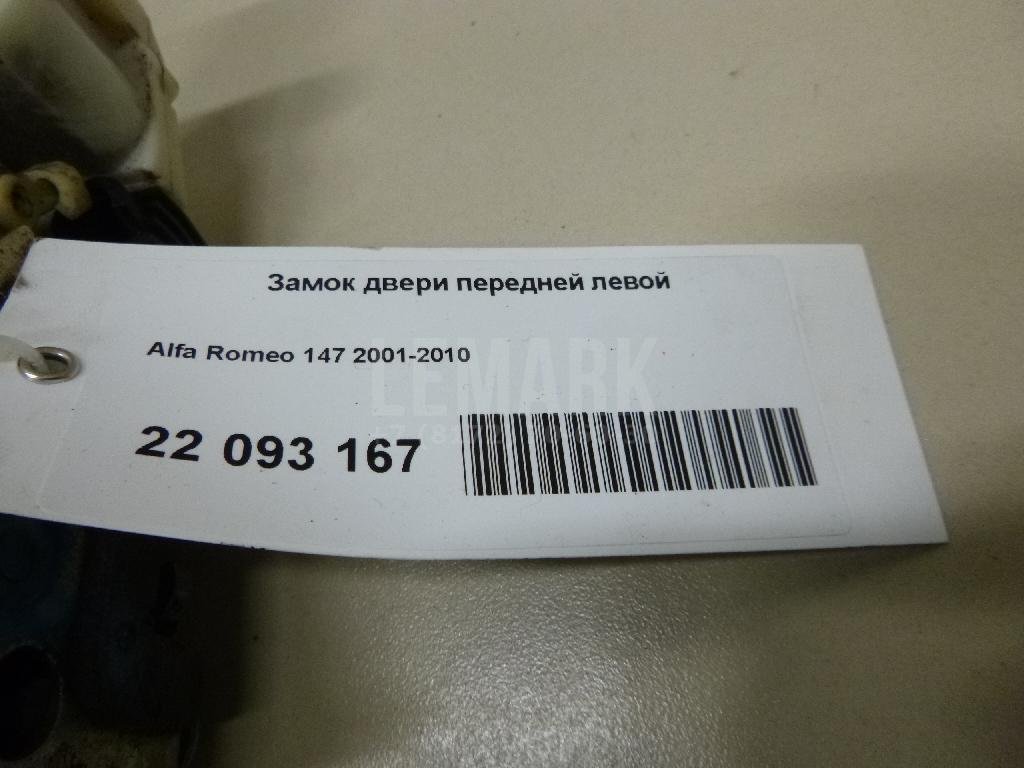 Замок двери передней левой
Alfa Romeo 147 2001-2010
LEMARK
22 093 167